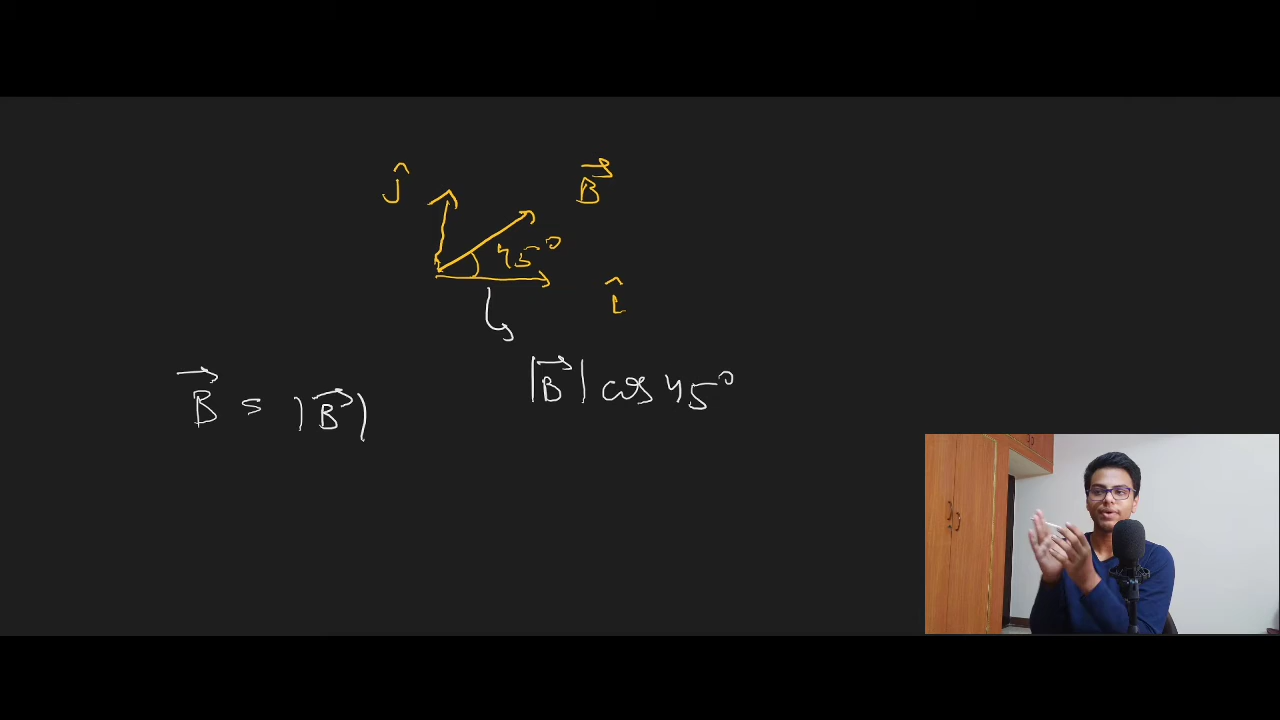 ĵ
B⃗
45°
î
|B⃗| cos 45°
B⃗ = |B⃗|